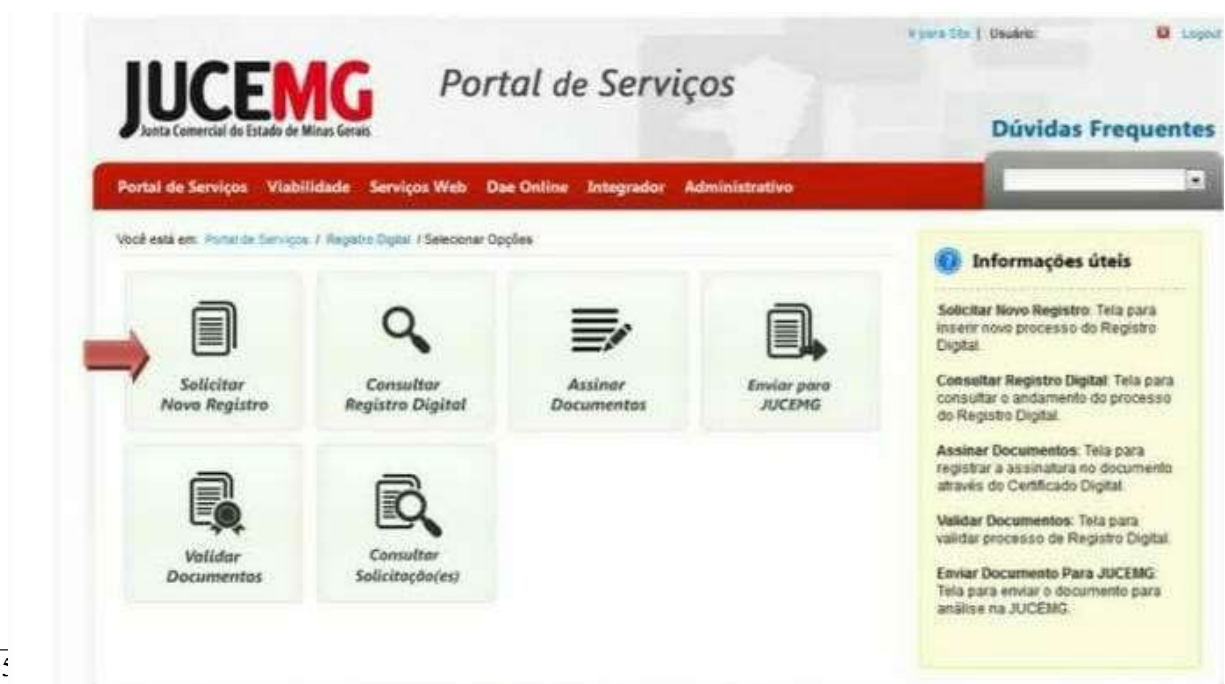 Ir para Site | Usuário: Logout
JUCEMG
Junta Comercial do Estado de Minas Gerais
Portal de Serviços
Dúvidas Frequentes
Portal de Serviços Viabilidade Serviços Web Dae Online Integrador Administrativo
Você está em: Portal de Serviços / Registro Digital / Selecionar Opções
Solicitar
Novo Registro
Consultar
Registro Digital
Assinar
Documentos
Enviar para
JUCEMG
Validar
Documentos
Consultar
Solicitação(es)
Informações úteis
Solicitar Novo Registro: Tela para
inserir novo processo do Registro
Digital.
Consultar Registro Digital: Tela para
consultar o andamento do processo
do Registro Digital.
Assinar Documentos: Tela para
registrar a assinatura no documento
através do Certificado Digital.
Validar Documentos: Tela para
validar processo de Registro Digital.
Enviar Documento Para JUCEMG:
Tela para enviar o documento para
análise na JUCEMG.